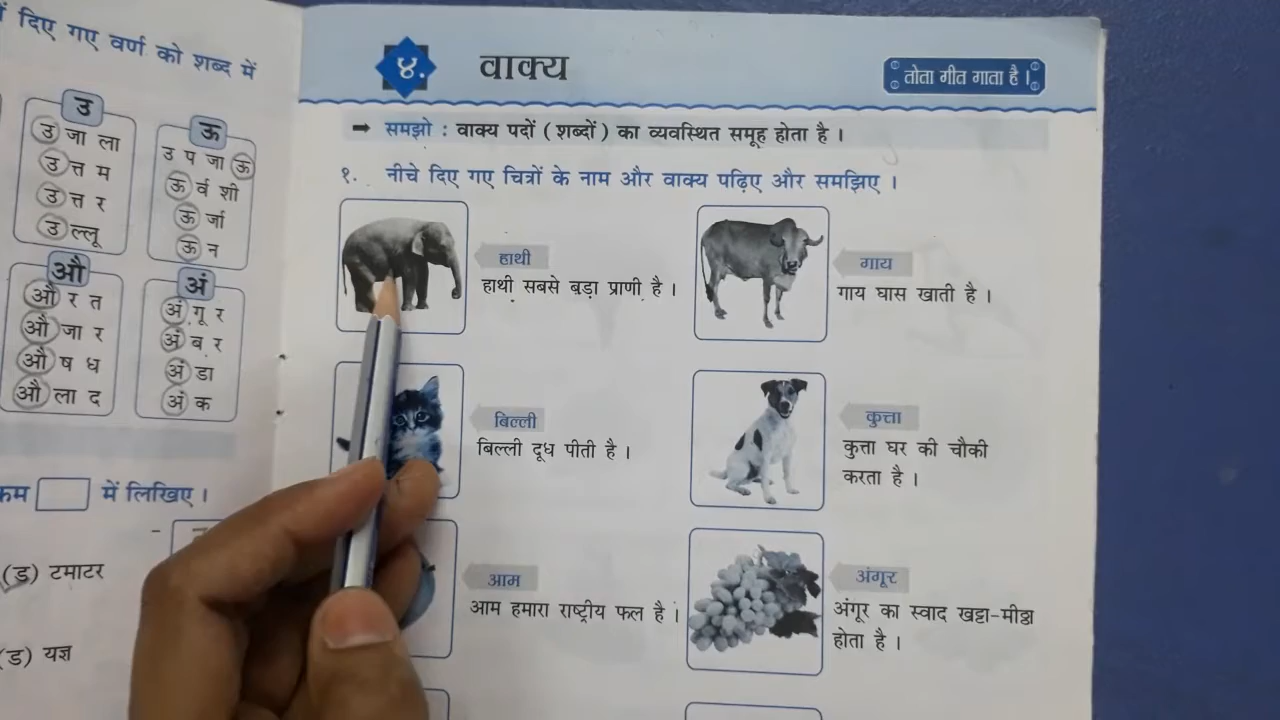 दिए गए वर्ण को शब्द में
उ
उ जा ला
उ त्त म
उ त्त र
उ ल्लू
ऊ
उ प जा ऊ
ऊ र्व शी
ऊ र्जा
ऊ न
औ
औ र त
औ जा र
औ ष ध
औ ला द
अं
अं गू र
अं ब र
अं डा
अं क
में लिखिए ।
(ड) टमाटर
(ड) यज्ञ
४. वाक्य
तोता गीत गाता है ।
➞ समझो : वाक्य पदों ( शब्दों ) का व्यवस्थित समूह होता है ।
१. नीचे दिए गए चित्रों के नाम और वाक्य पढ़िए और समझिए ।
हाथी
हाथी सबसे बड़ा प्राणी है ।
गाय
गाय घास खाती है ।
बिल्ली
बिल्ली दूध पीती है ।
कुत्ता
कुत्ता घर की चौकी
करता है ।
आम
आम हमारा राष्ट्रीय फल है ।
अंगूर
अंगूर का स्वाद खट्टा-मीठा
होता है ।